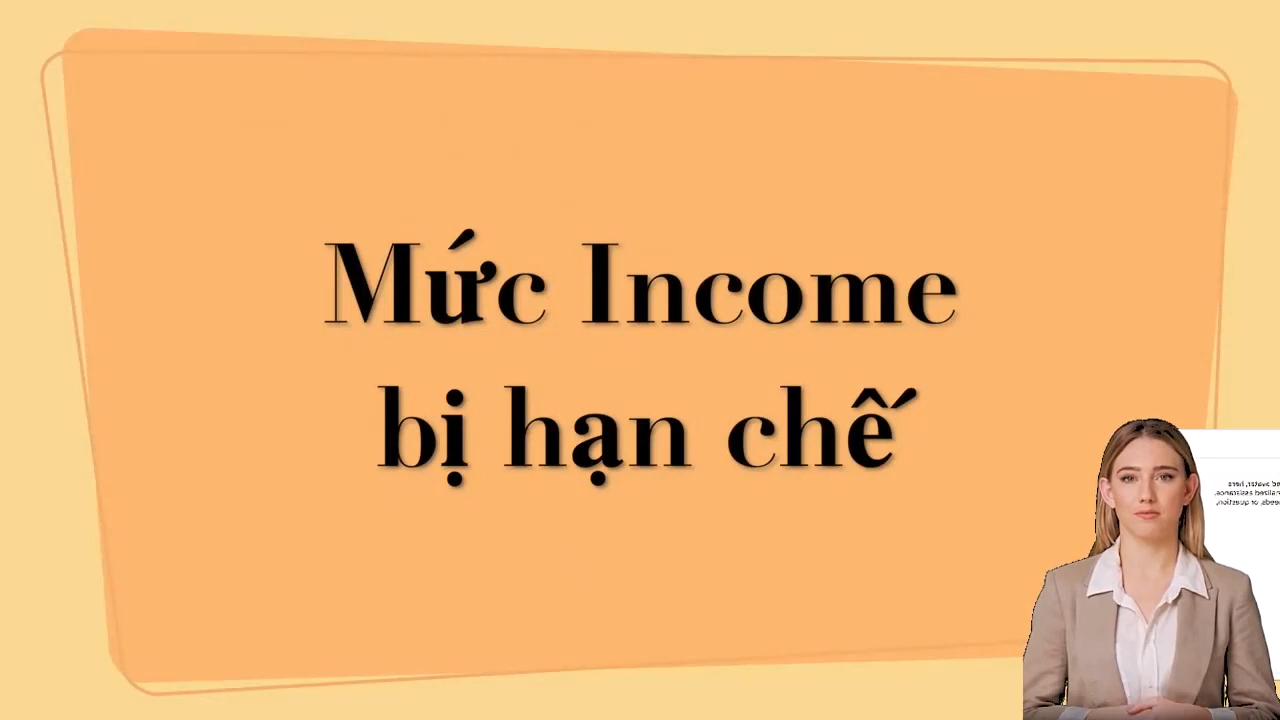 Mức Income
bị hạn chế